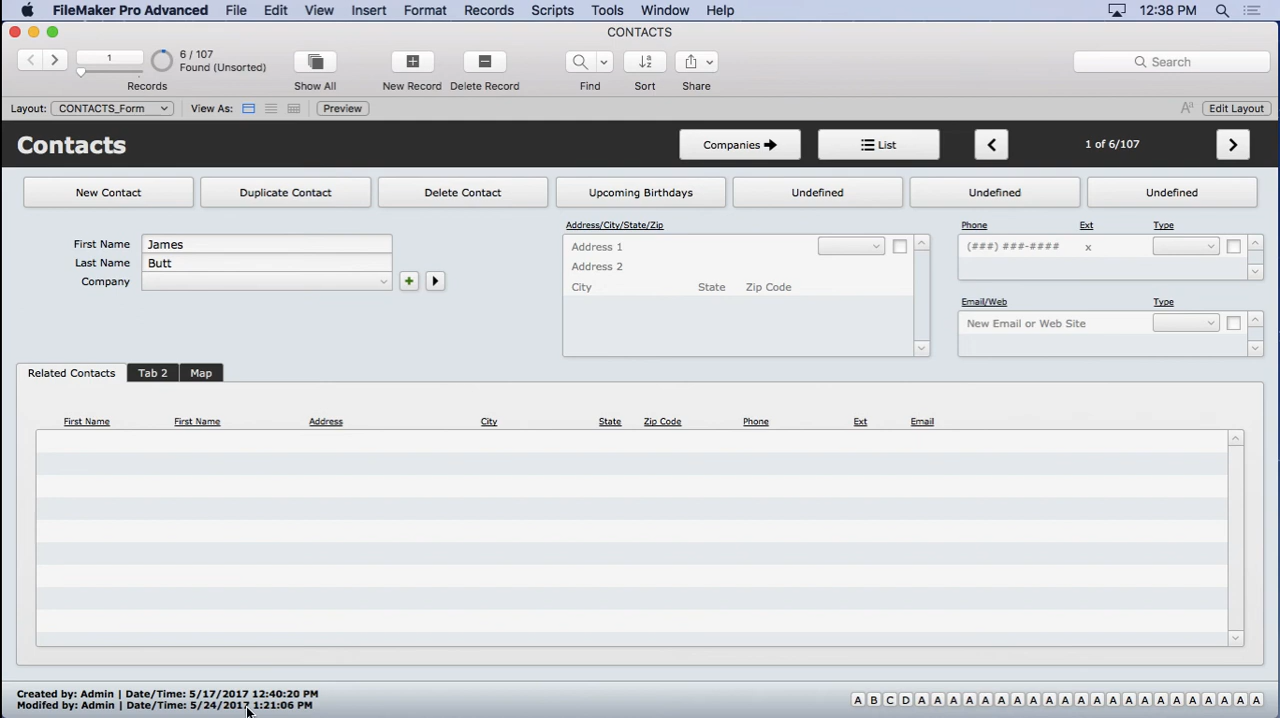 FileMaker Pro Advanced File Edit View Insert Format Records Scripts Tools Window Help 12:38 PM
CONTACTS
1 6 / 107 Found (Unsorted)
Records Show All New Record Delete Record Find Sort Share Search
Layout: CONTACTS_Form View As: Preview Aa Edit Layout
Contacts Companies List 1 of 6/107
New Contact Duplicate Contact Delete Contact Upcoming Birthdays Undefined Undefined Undefined
Address/City/State/Zip Phone Ext Type
First Name James Address 1 (###) ###-#### x
Last Name Butt Address 2
Company City State Zip Code
Email/Web Type
New Email or Web Site
Related Contacts Tab 2 Map
First Name First Name Address City State Zip Code Phone Ext Email
Created by: Admin | Date/Time: 5/17/2017 12:40:20 PM
Modifed by: Admin | Date/Time: 5/24/2017 1:21:06 PM
A B C D A A A A A A A A A A A A A A A A A A A A A A